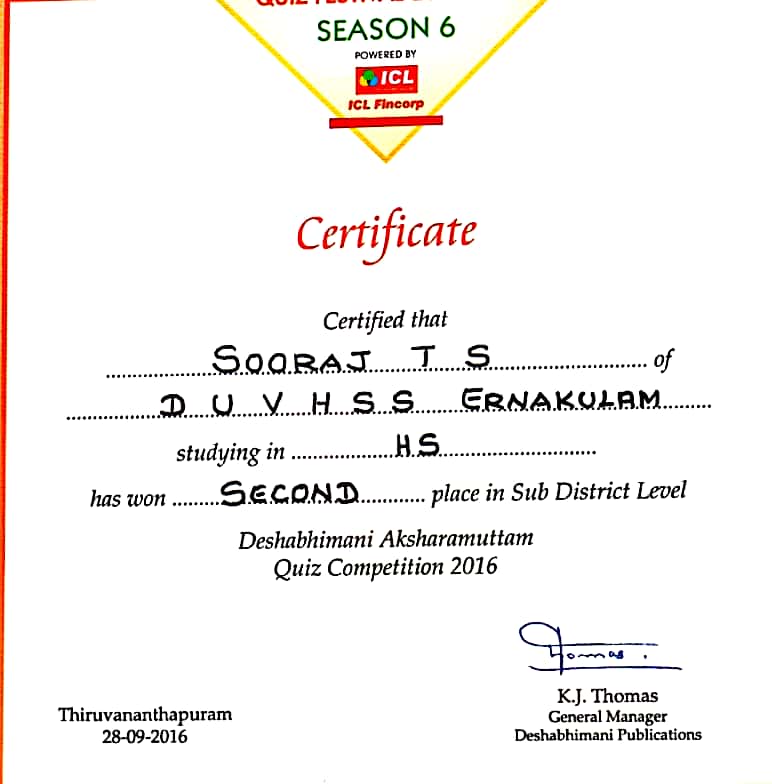 SEASON 6
POWERED BY
ICL
ICL Fincorp
Certificate
Certified that
SOORAJ T S of
D U V H S S ERNAKULAM
studying in HS
has won SECOND place in Sub District Level
Deshabhimani Aksharamuttam
Quiz Competition 2016
Thomas.
K.J. Thomas
Thiruvananthapuram
General Manager
28-09-2016
Deshabhimani Publications